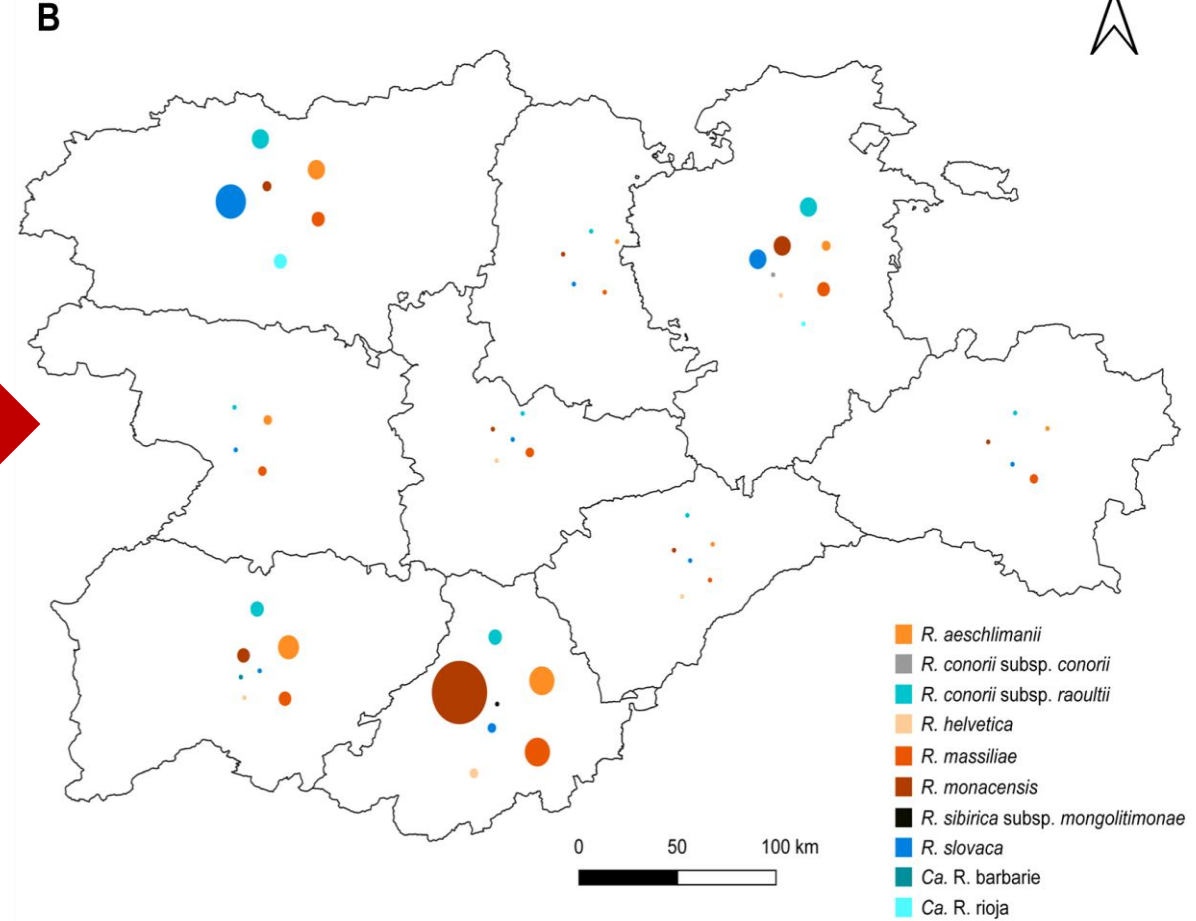 B
R. aeschlimanii
R. conorii subsp. conorii
R. conorii subsp. raoultii
R. helvetica
R. massiliae
R. monacensis
R. sibirica subsp. mongolitimonae
R. slovaca
Ca. R. barbarie
Ca. R. rioja
0 50 100 km